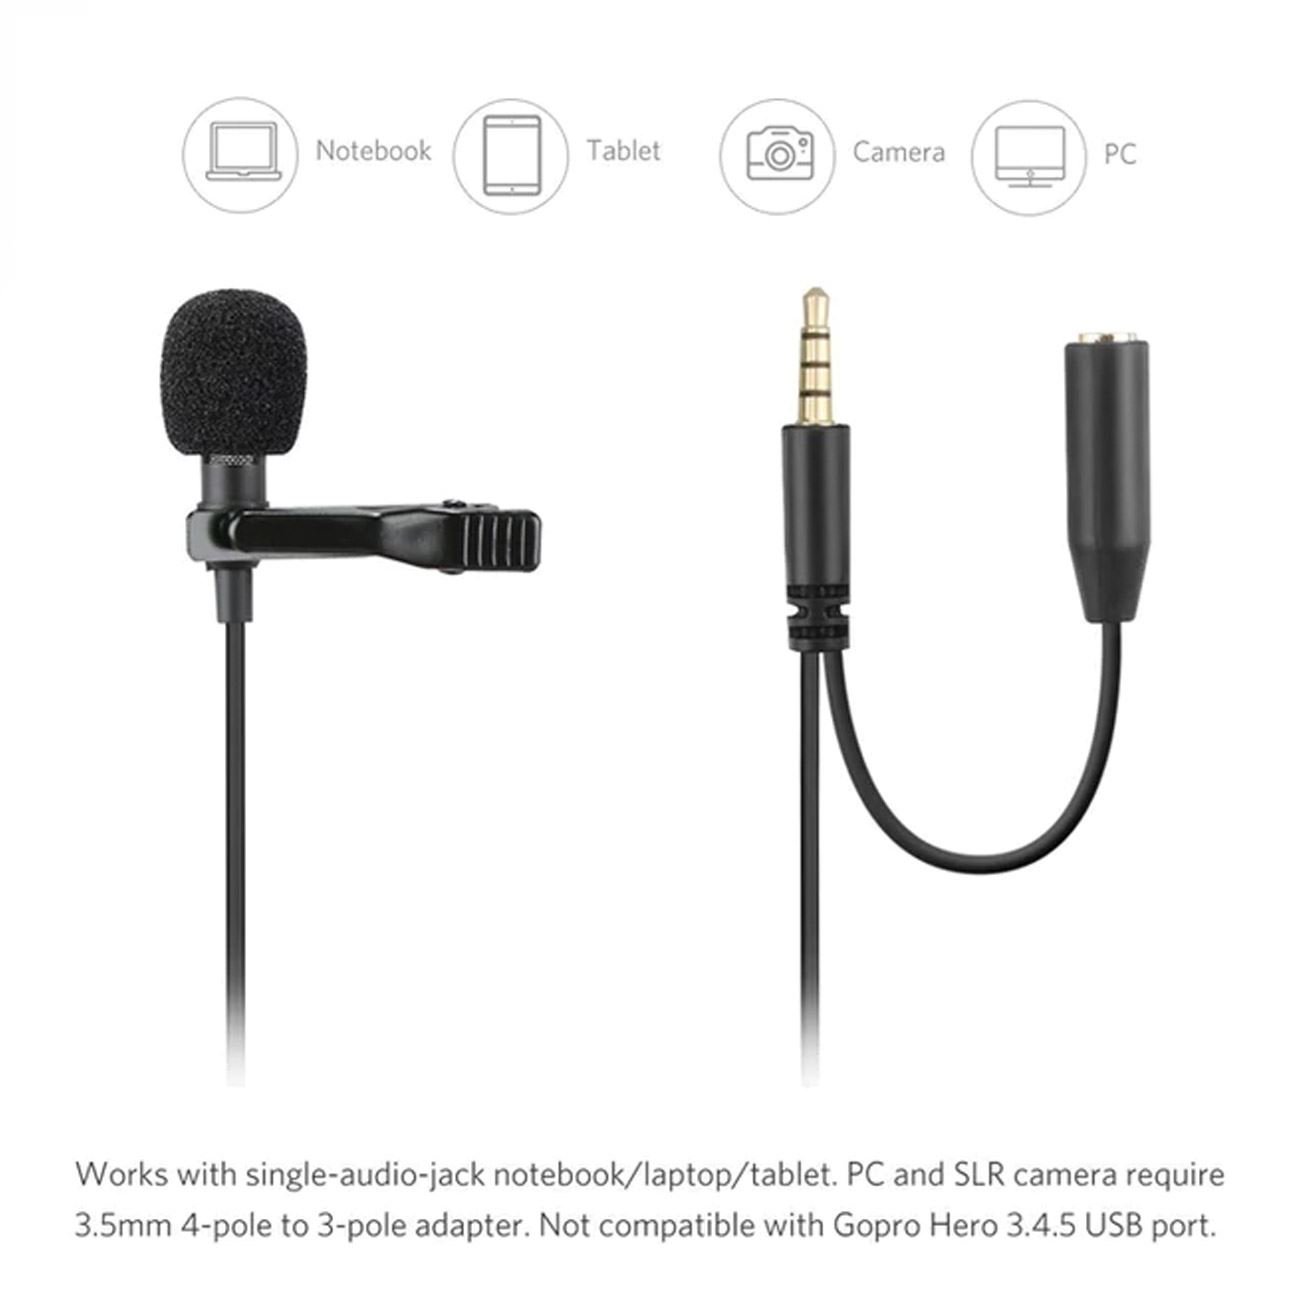 Notebook Tablet Camera PC
Works with single-audio-jack notebook/laptop/tablet. PC and SLR camera require
3.5mm 4-pole to 3-pole adapter. Not compatible with Gopro Hero 3.4.5 USB port.